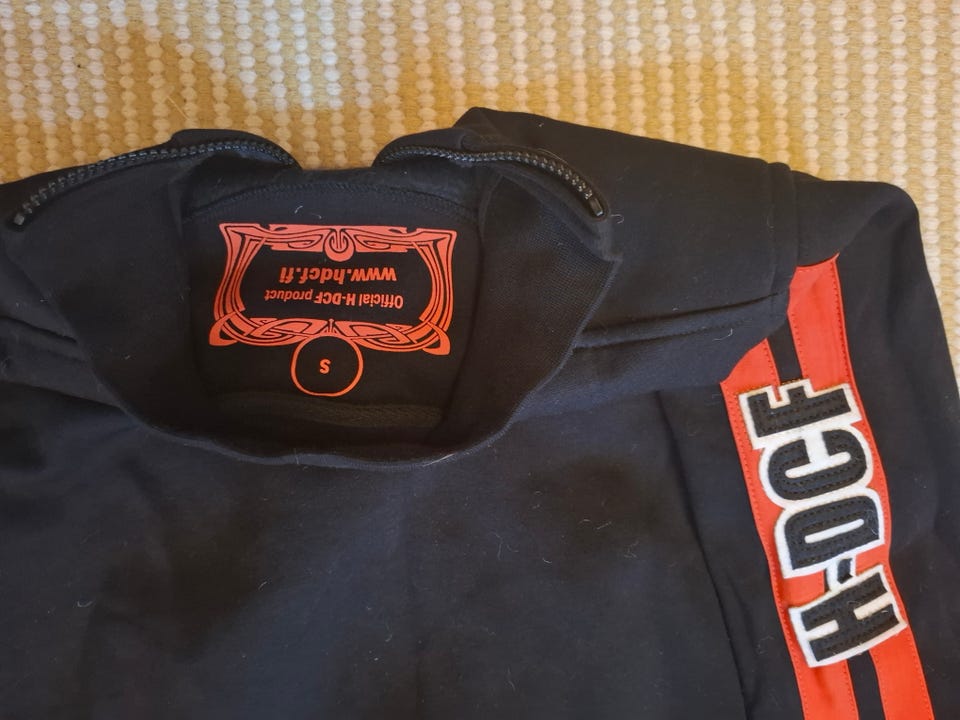 www.hdcf.fi
Official H-DCF product
S
H-DCF